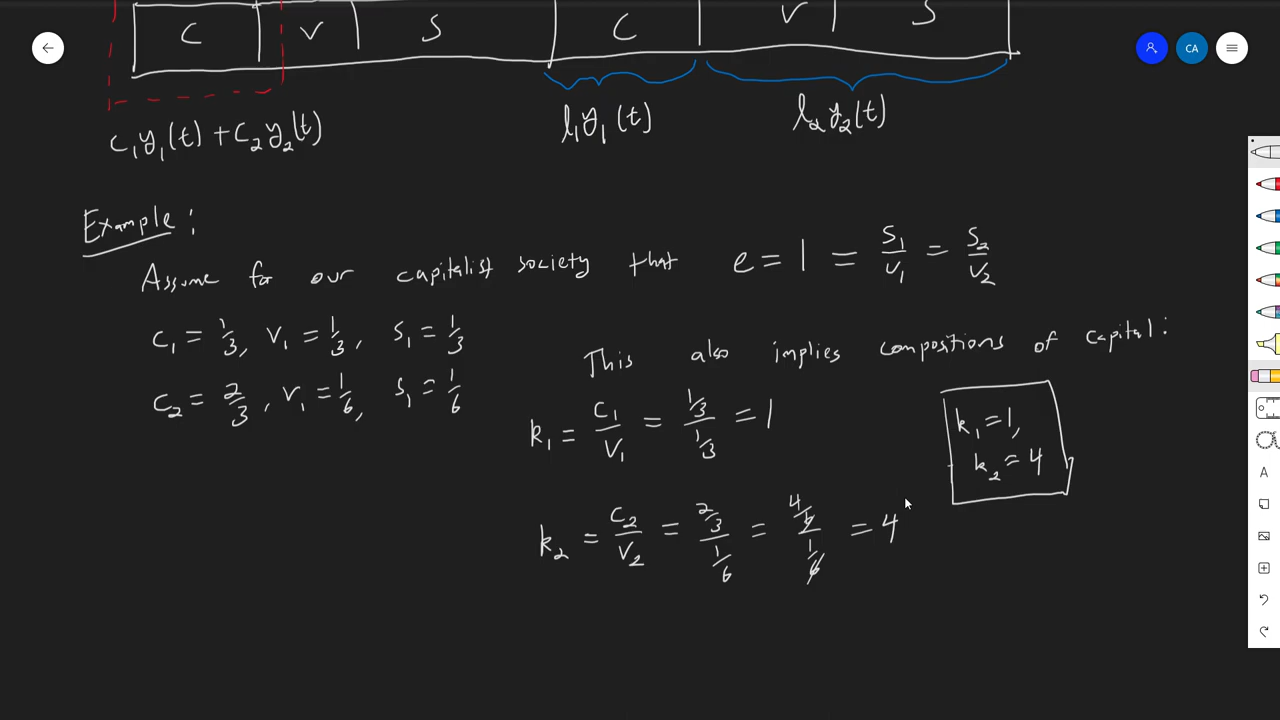 C V S C V S
c₁y₁(t) + c₂y₂(t) l₁y₁(t) l₂y₂(t)
CA
Example:
Assume for our capitalist society that e = 1 = s₁/v₁ = s₂/v₂
c₁ = 1/3, v₁ = 1/3, s₁ = 1/3
c₂ = 2/3, v₁ = 1/6, s₁ = 1/6
This also implies compositions of capital:
k₁ = c₁/v₁ = (1/3)/(1/3) = 1
k₁ = 1,
k₂ = 4
k₂ = c₂/v₂ = (2/3)/(1/6) = (4/6)/(1/6) = 4
A